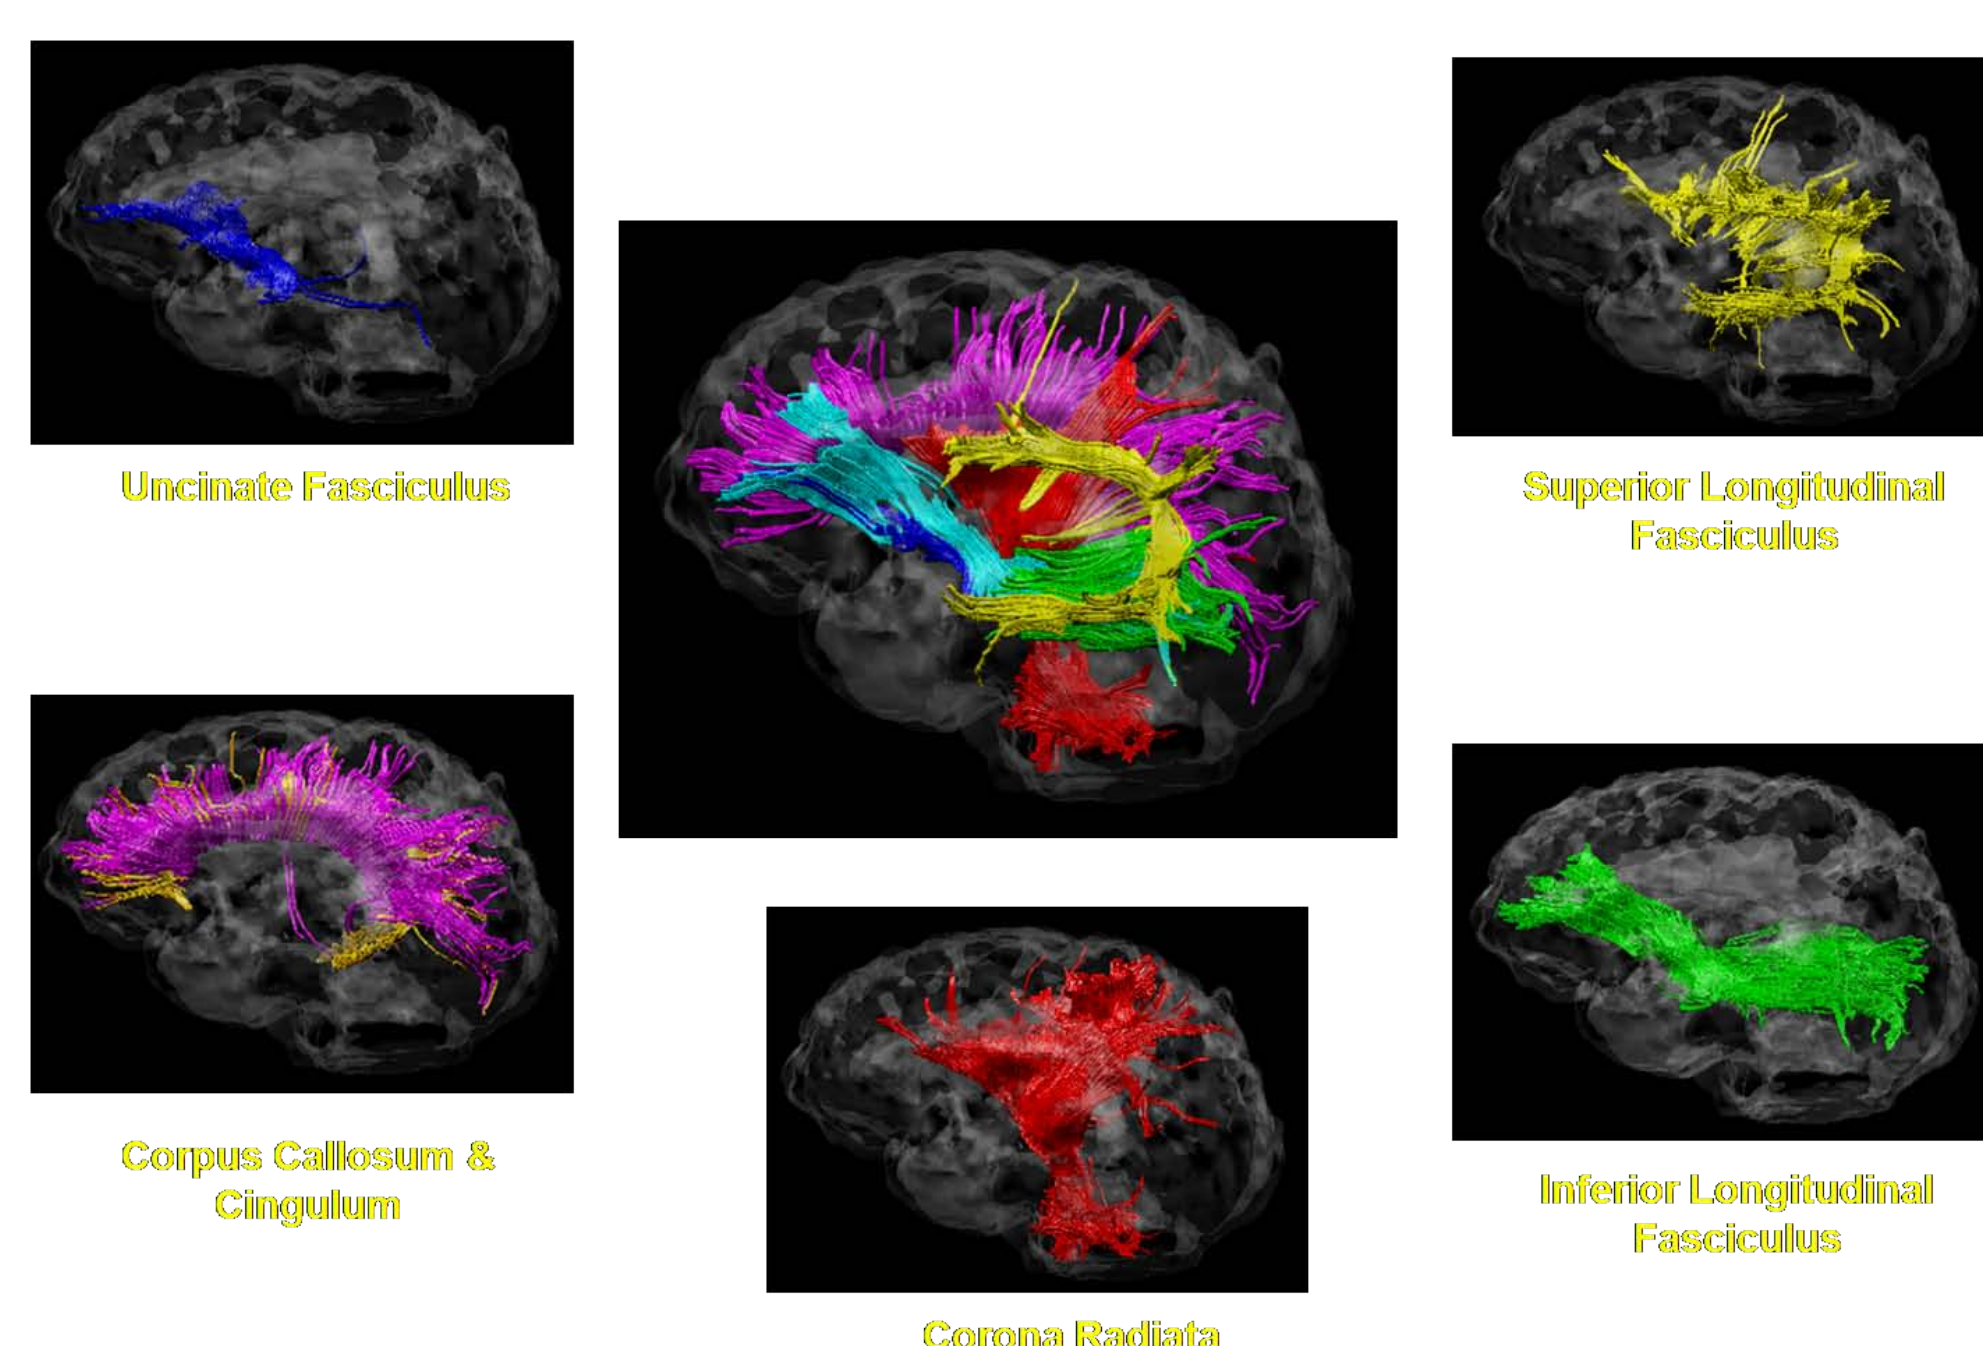 Uncinate Fasciculus
Superior Longitudinal
Fasciculus
Corpus Callosum &
Cingulum
Inferior Longitudinal
Fasciculus
Corona Radiata